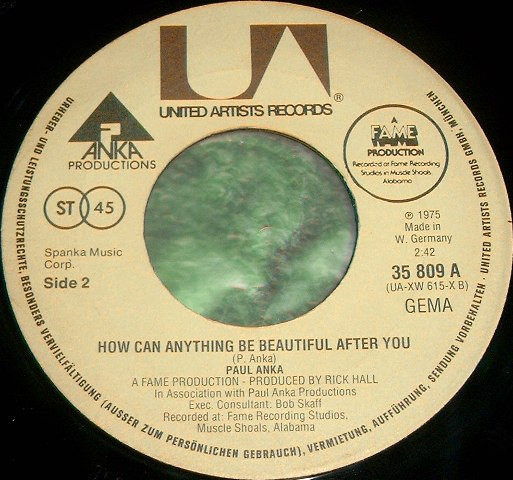 UA
UNITED ARTISTS RECORDS®
ANKA
PRODUCTIONS
A
FAME
PRODUCTION
Recorded at Fame Recording
Studios in Muscle Shoals,
Alabama
ST 45
Spanka Music
Corp.
Side 2
℗ 1975
Made in
W. Germany
2:42
35 809 A
(UA-XW 615-X B)
GEMA
HOW CAN ANYTHING BE BEAUTIFUL AFTER YOU
(P. Anka)
PAUL ANKA
A FAME PRODUCTION - PRODUCED BY RICK HALL
In Association with Paul Anka Productions
Exec. Consultant: Bob Skaff
Recorded at: Fame Recording Studios,
Muscle Shoals, Alabama
URHEBER- UND LEISTUNGSSCHUTZRECHTE, BESONDERS VERVIELFÄLTIGUNG (AUSSER ZUM PERSÖNLICHEN GEBRAUCH), VERMIETUNG, AUFFÜHRUNG, SENDUNG VORBEHALTEN · UNITED ARTISTS RECORDS GMBH, MÜNCHEN